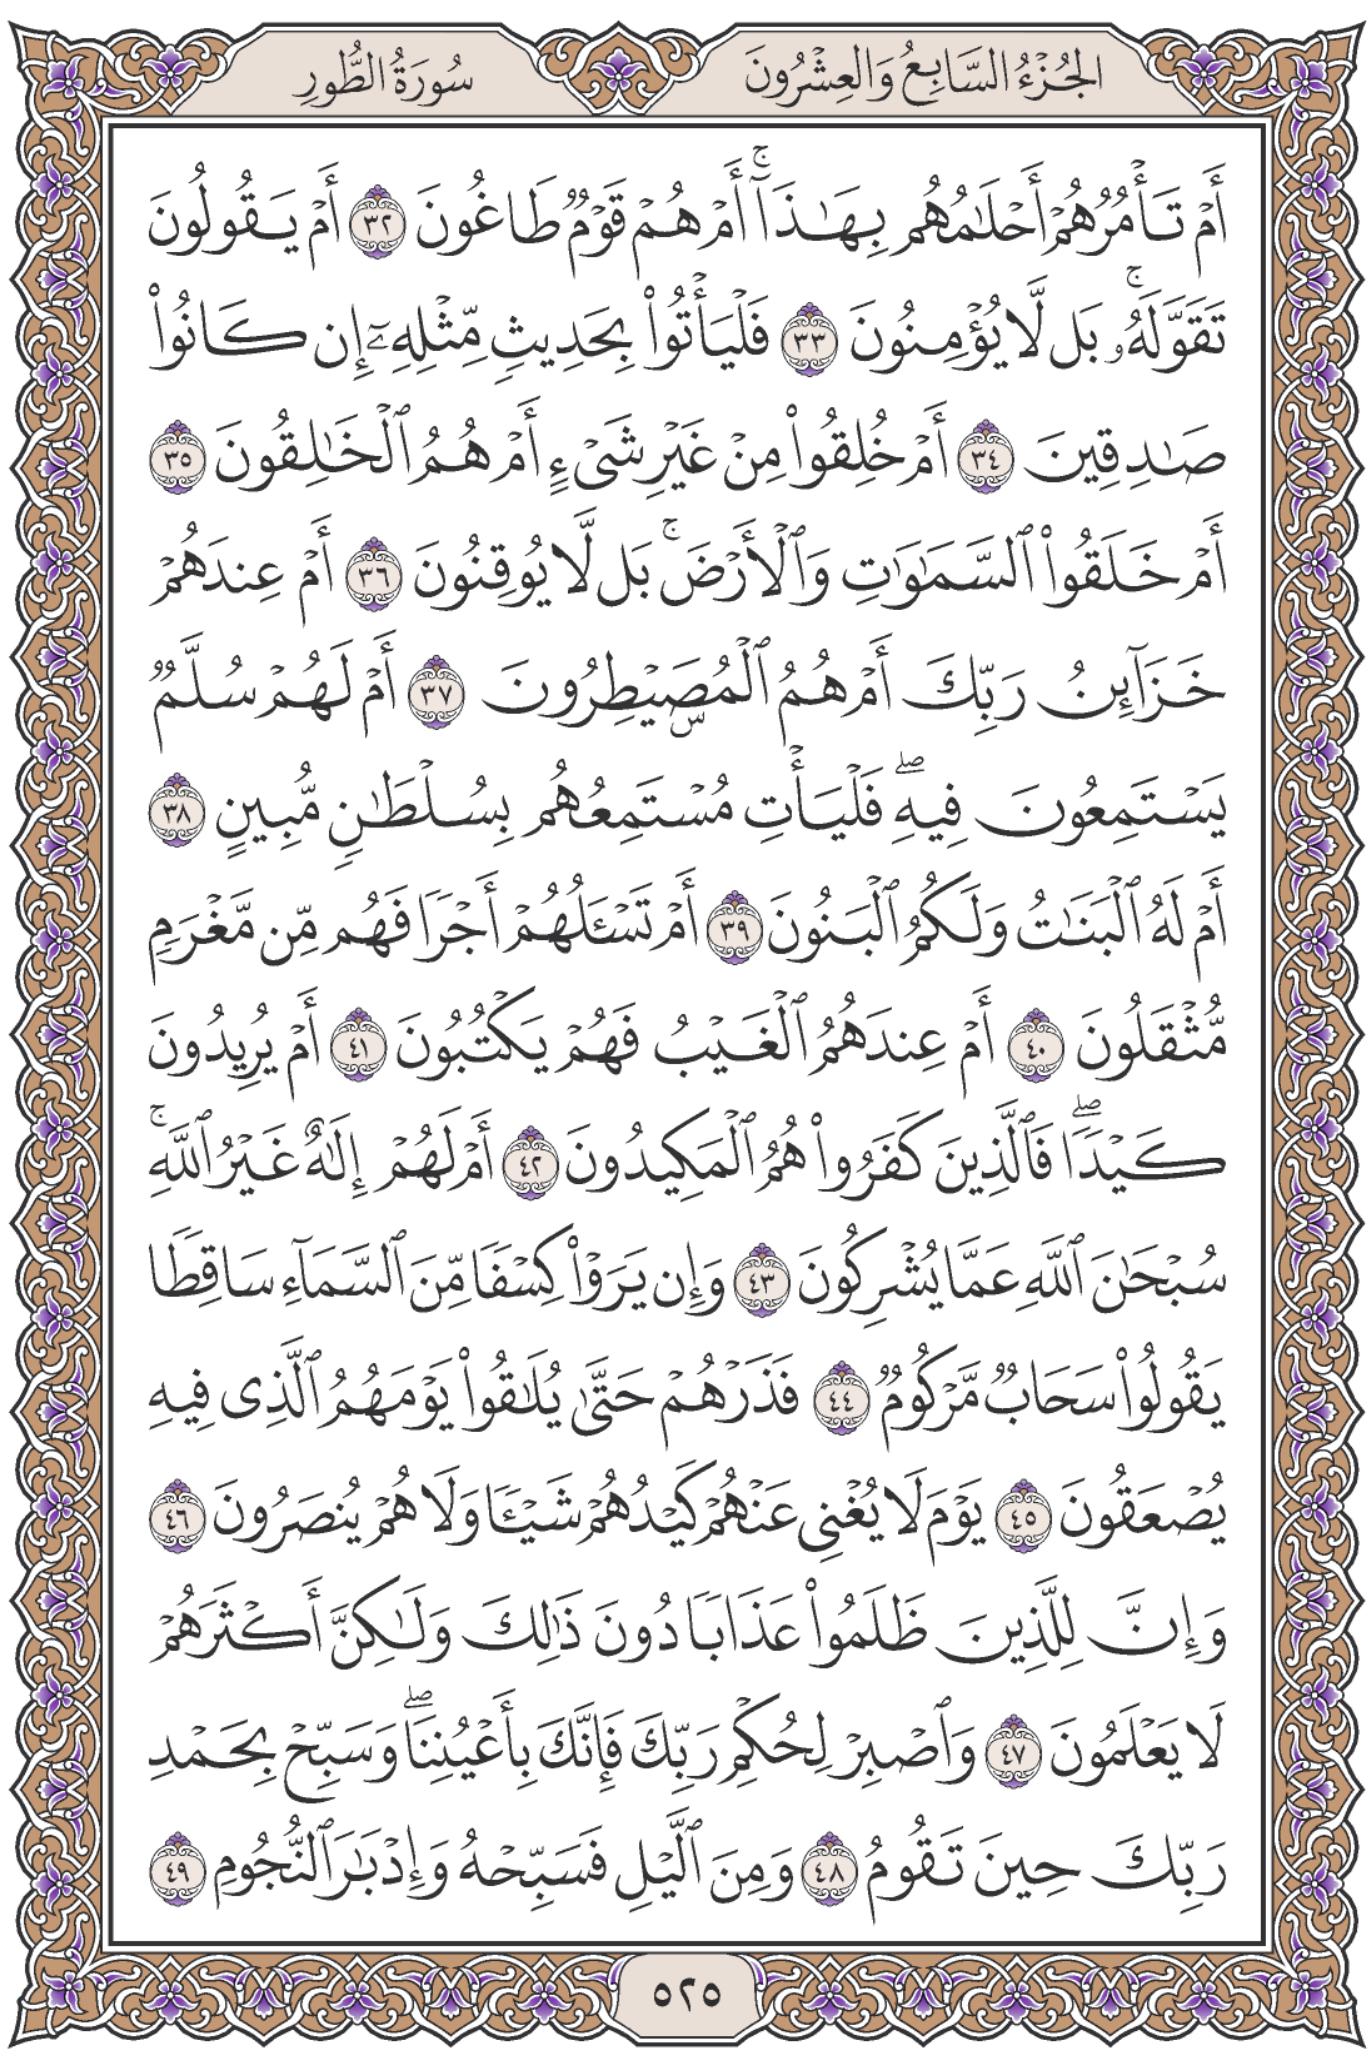 الجُزْءُ السَّابِعُ وَالعِشْرُونَ
سُورَةُ الطُّورِ
أَمْ تَأْمُرُهُمْ أَحْلَٰمُهُم بِهَٰذَآ ۚ أَمْ هُمْ قَوْمٌ طَاغُونَ ٣٢ أَمْ يَقُولُونَ
تَقَوَّلَهُۥ ۚ بَل لَّا يُؤْمِنُونَ ٣٣ فَلْيَأْتُوا۟ بِحَدِيثٍ مِّثْلِهِۦٓ إِن كَانُوا۟
صَٰدِقِينَ ٣٤ أَمْ خُلِقُوا۟ مِنْ غَيْرِ شَىْءٍ أَمْ هُمُ ٱلْخَٰلِقُونَ ٣٥
أَمْ خَلَقُوا۟ ٱلسَّمَٰوَٰتِ وَٱلْأَرْضَ ۚ بَل لَّا يُوقِنُونَ ٣٦ أَمْ عِندَهُمْ
خَزَآئِنُ رَبِّكَ أَمْ هُمُ ٱلْمُصَۣيْطِرُونَ ٣٧ أَمْ لَهُمْ سُلَّمٌ
يَسْتَمِعُونَ فِيهِ ۖ فَلْيَأْتِ مُسْتَمِعُهُم بِسُلْطَٰنٍ مُّبِينٍ ٣٨
أَمْ لَهُ ٱلْبَنَٰتُ وَلَكُمُ ٱلْبَنُونَ ٣٩ أَمْ تَسْـَٔلُهُمْ أَجْرًا فَهُم مِّن مَّغْرَمٍ
مُّثْقَلُونَ ٤٠ أَمْ عِندَهُمُ ٱلْغَيْبُ فَهُمْ يَكْتُبُونَ ٤١ أَمْ يُرِيدُونَ
كَيْدًا ۖ فَٱلَّذِينَ كَفَرُوا۟ هُمُ ٱلْمَكِيدُونَ ٤٢ أَمْ لَهُمْ إِلَٰهٌ غَيْرُ ٱللَّهِ ۚ
سُبْحَٰنَ ٱللَّهِ عَمَّا يُشْرِكُونَ ٤٣ وَإِن يَرَوْا۟ كِسْفًا مِّنَ ٱلسَّمَآءِ سَاقِطًا
يَقُولُوا۟ سَحَابٌ مَّرْكُومٌ ٤٤ فَذَرْهُمْ حَتَّىٰ يُلَٰقُوا۟ يَوْمَهُمُ ٱلَّذِى فِيهِ
يُصْعَقُونَ ٤٥ يَوْمَ لَا يُغْنِى عَنْهُمْ كَيْدُهُمْ شَيْـًٔا وَلَا هُمْ يُنصَرُونَ ٤٦
وَإِنَّ لِلَّذِينَ ظَلَمُوا۟ عَذَابًا دُونَ ذَٰلِكَ وَلَٰكِنَّ أَكْثَرَهُمْ
لَا يَعْلَمُونَ ٤٧ وَٱصْبِرْ لِحُكْمِ رَبِّكَ فَإِنَّكَ بِأَعْيُنِنَا ۖ وَسَبِّحْ بِحَمْدِ
رَبِّكَ حِينَ تَقُومُ ٤٨ وَمِنَ ٱلَّيْلِ فَسَبِّحْهُ وَإِدْبَٰرَ ٱلنُّجُومِ ٤٩
٥٢٥